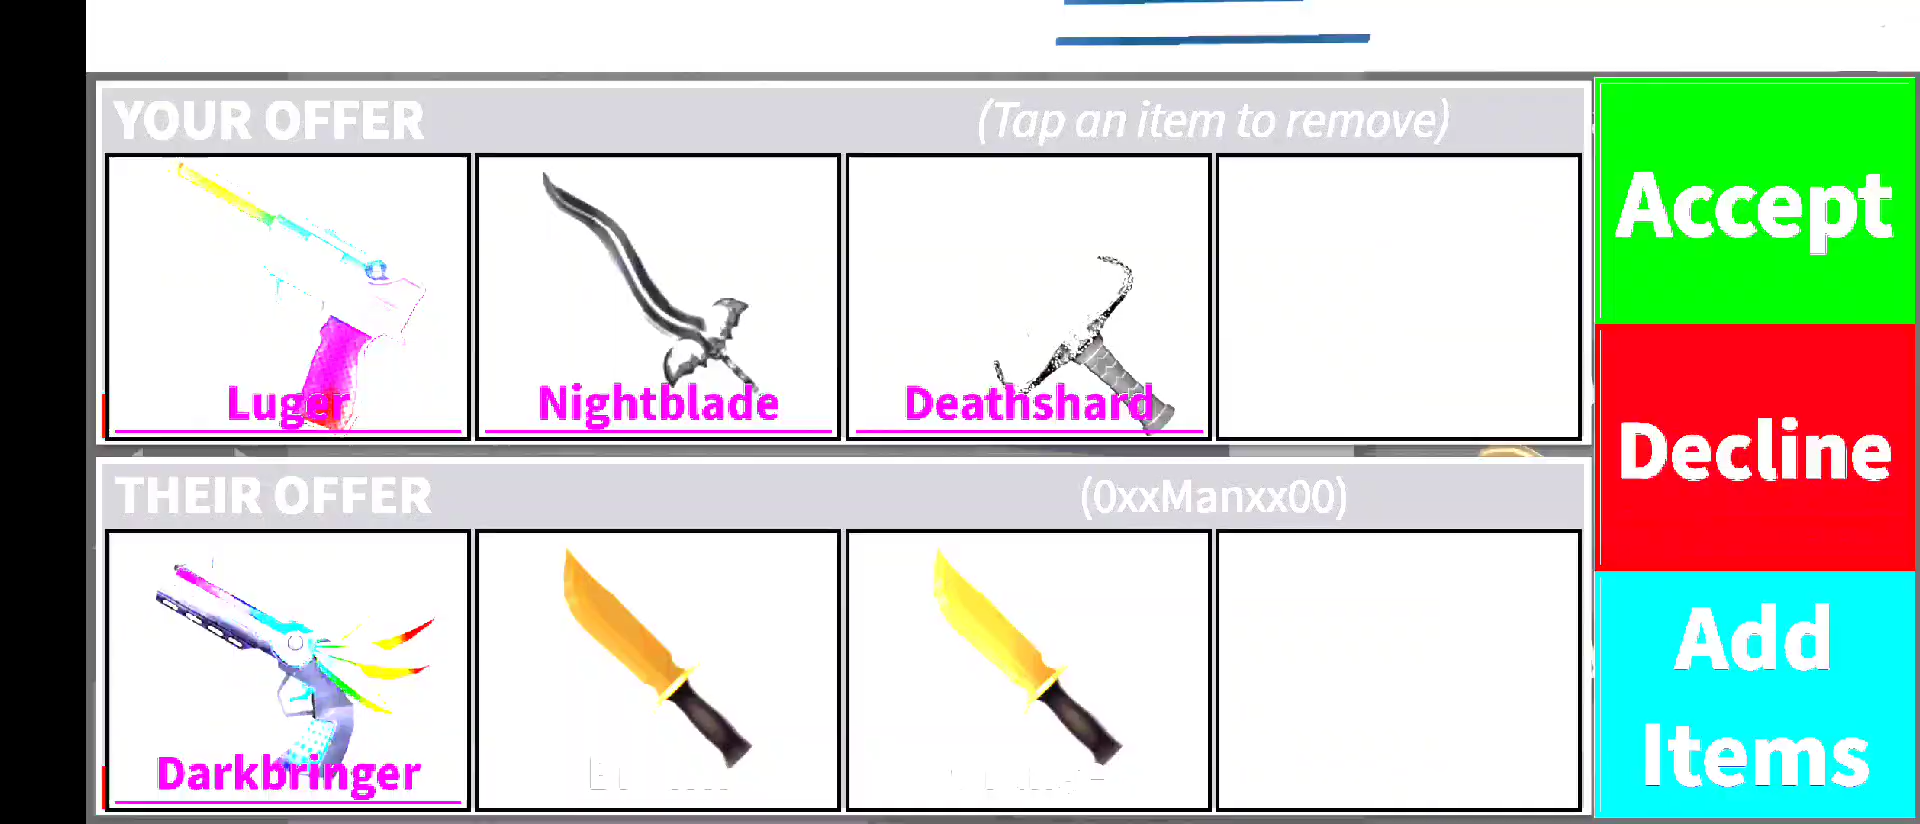 YOUR OFFER (Tap an item to remove)
Luger Nightblade Deathshard
THEIR OFFER (0xxManxx00)
Darkbringer
Accept
Decline
Add
Items